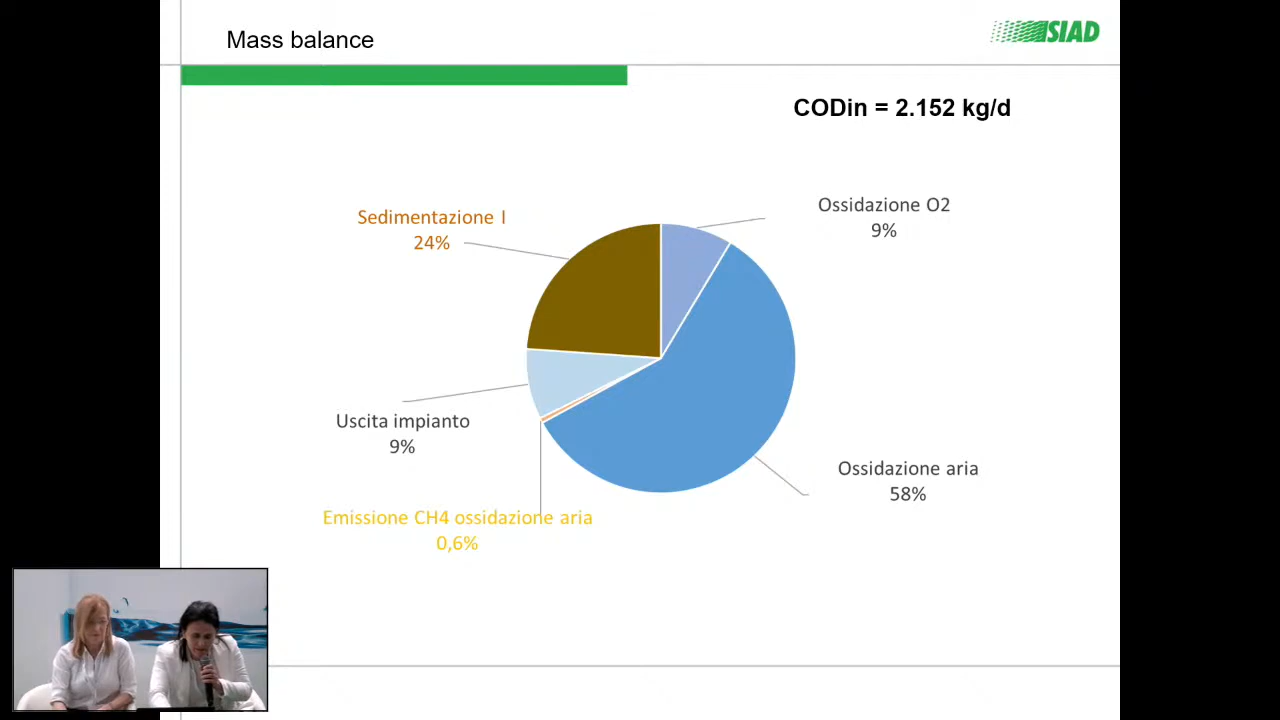 Mass balance
SIAD
CODin = 2.152 kg/d
Ossidazione O2
9%
Sedimentazione I
24%
Uscita impianto
9%
Ossidazione aria
58%
Emissione CH4 ossidazione aria
0,6%